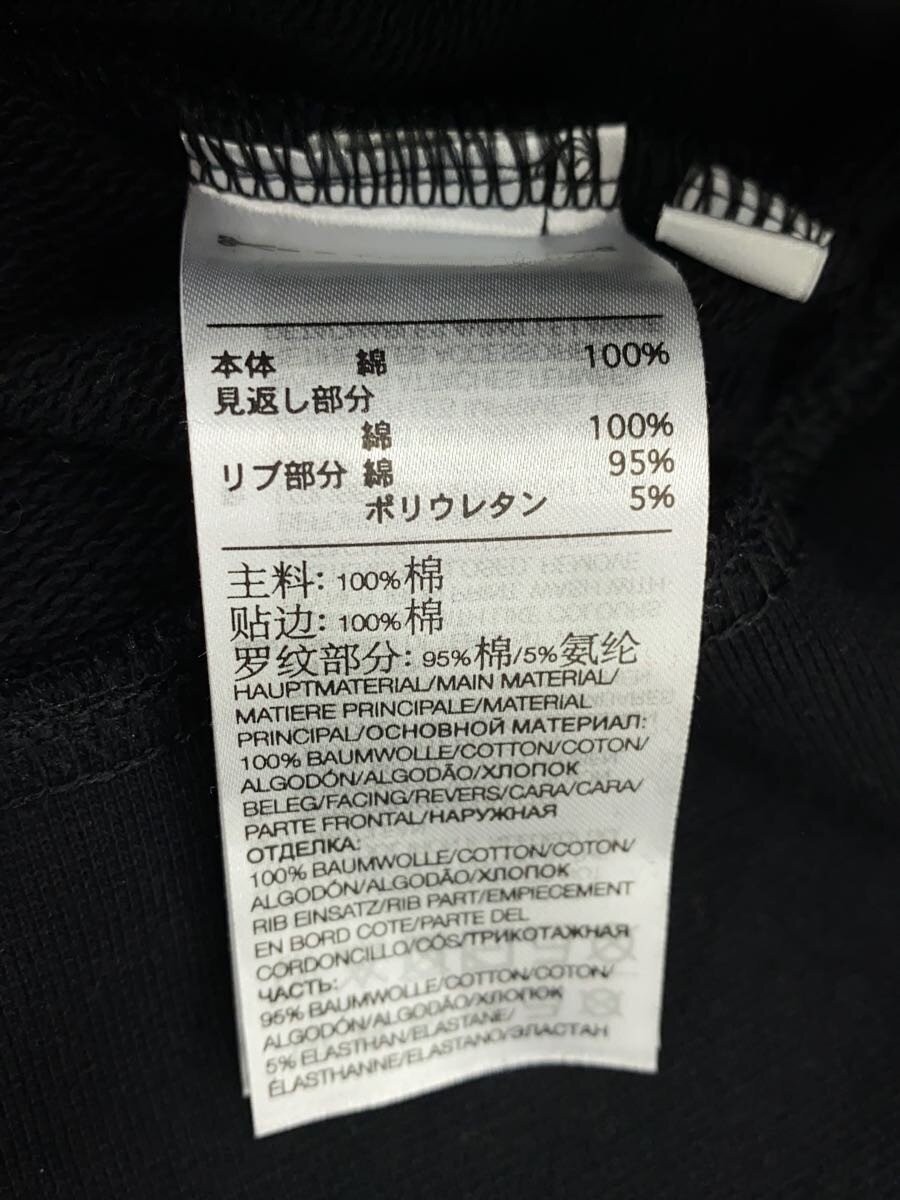 本体 綿 100%
見返し部分
綿 100%
リブ部分 綿 95%
ポリウレタン 5%
主料: 100%棉
贴边: 100%棉
罗纹部分: 95%棉/5%氨纶
HAUPTMATERIAL/MAIN MATERIAL/
MATIERE PRINCIPALE/MATERIAL
PRINCIPAL/ОСНОВНОЙ МАТЕРИАЛ:
100% BAUMWOLLE/COTTON/COTON/
ALGODÓN/ALGODÃO/ХЛОПОК
BELEG/FACING/REVERS/CARA/CARA/
PARTE FRONTAL/НАРУЖНАЯ
ОТДЕЛКА:
100% BAUMWOLLE/COTTON/COTON/
ALGODÓN/ALGODÃO/ХЛОПОК
RIB EINSATZ/RIB PART/EMPIECEMENT
EN BORD COTE/PARTE DEL
CORDONCILLO/CÓS/ТРИКОТАЖНАЯ
ЧАСТЬ:
95% BAUMWOLLE/COTTON/COTON/
ALGODÓN/ALGODÃO/ХЛОПОК
5% ELASTHAN/ELASTANE/
ÉLASTHANNE/ELASTANO/ЭЛАСТАН